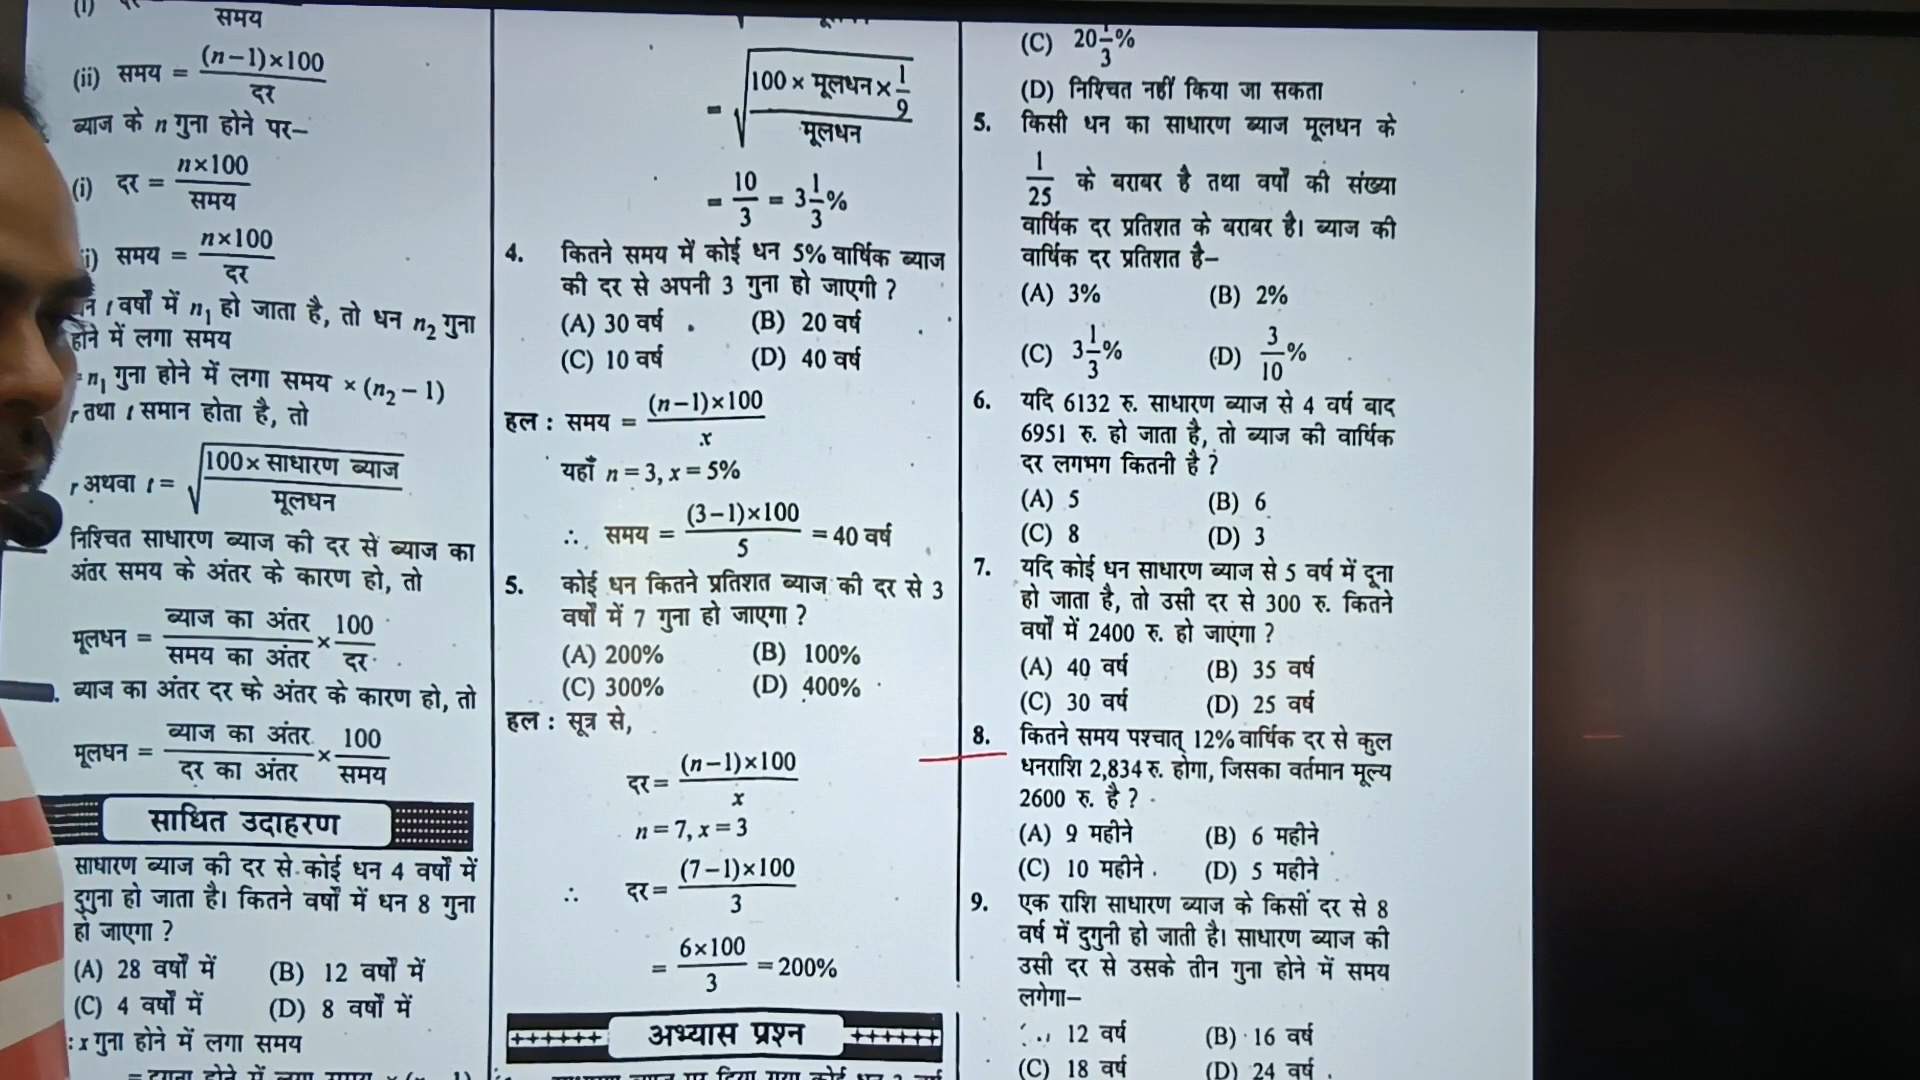 समय
(ii) समय = (n−1)×100 / दर
ब्याज के n गुना होने पर−
(i) दर = n×100 / समय
समय = n×100 / दर
t वर्षों में n₁ हो जाता है, तो धन n₂ गुना
होने में लगा समय
= n₁ गुना होने में लगा समय × (n₂ − 1)
r तथा t समान होता है, तो
r अथवा t = √(100× साधारण ब्याज / मूलधन)
निश्चित साधारण ब्याज की दर से ब्याज का
अंतर समय के अंतर के कारण हो, तो
मूलधन = ब्याज का अंतर / समय का अंतर × 100 / दर
ब्याज का अंतर दर के अंतर के कारण हो, तो
मूलधन = ब्याज का अंतर / दर का अंतर × 100 / समय
साधित उदाहरण
साधारण ब्याज की दर से कोई धन 4 वर्षों में
दुगुना हो जाता है। कितने वर्षों में धन 8 गुना
हो जाएगा ?
(A) 28 वर्षों में (B) 12 वर्षों में
(C) 4 वर्षों में (D) 8 वर्षों में
: x गुना होने में लगा समय
= √(100 × मूलधन × 1/9 / मूलधन)
= 10/3 = 3 1/3%
4. कितने समय में कोई धन 5% वार्षिक ब्याज
की दर से अपनी 3 गुना हो जाएगी ?
(A) 30 वर्ष (B) 20 वर्ष
(C) 10 वर्ष (D) 40 वर्ष
हल : समय = (n−1)×100 / x
यहाँ n = 3, x = 5%
∴ समय = (3−1)×100 / 5 = 40 वर्ष
5. कोई धन कितने प्रतिशत ब्याज की दर से 3
वर्षों में 7 गुना हो जाएगा ?
(A) 200% (B) 100%
(C) 300% (D) 400%
हल : सूत्र से,
दर = (n−1)×100 / x
n = 7, x = 3
∴ दर = (7−1)×100 / 3
= 6×100 / 3 = 200%
अभ्यास प्रश्न
(C) 20 1/3%
(D) निश्चित नहीं किया जा सकता
5. किसी धन का साधारण ब्याज मूलधन के
1/25 के बराबर है तथा वर्षों की संख्या
वार्षिक दर प्रतिशत के बराबर है। ब्याज की
वार्षिक दर प्रतिशत है−
(A) 3% (B) 2%
(C) 3 1/3% (D) 3/10%
6. यदि 6132 रु. साधारण ब्याज से 4 वर्ष बाद
6951 रु. हो जाता है, तो ब्याज की वार्षिक
दर लगभग कितनी है ?
(A) 5 (B) 6
(C) 8 (D) 3
7. यदि कोई धन साधारण ब्याज से 5 वर्ष में दूना
हो जाता है, तो उसी दर से 300 रु. कितने
वर्षों में 2400 रु. हो जाएगा ?
(A) 40 वर्ष (B) 35 वर्ष
(C) 30 वर्ष (D) 25 वर्ष
8. कितने समय पश्चात् 12% वार्षिक दर से कुल
धनराशि 2,834 रु. होगा, जिसका वर्तमान मूल्य
2600 रु. है ?
(A) 9 महीने (B) 6 महीने
(C) 10 महीने (D) 5 महीने
9. एक राशि साधारण ब्याज के किसी दर से 8
वर्ष में दुगुनी हो जाती है। साधारण ब्याज की
उसी दर से उसके तीन गुना होने में समय
लगेगा−
12 वर्ष (B) 16 वर्ष
(C) 18 वर्ष (D) 24 वर्ष